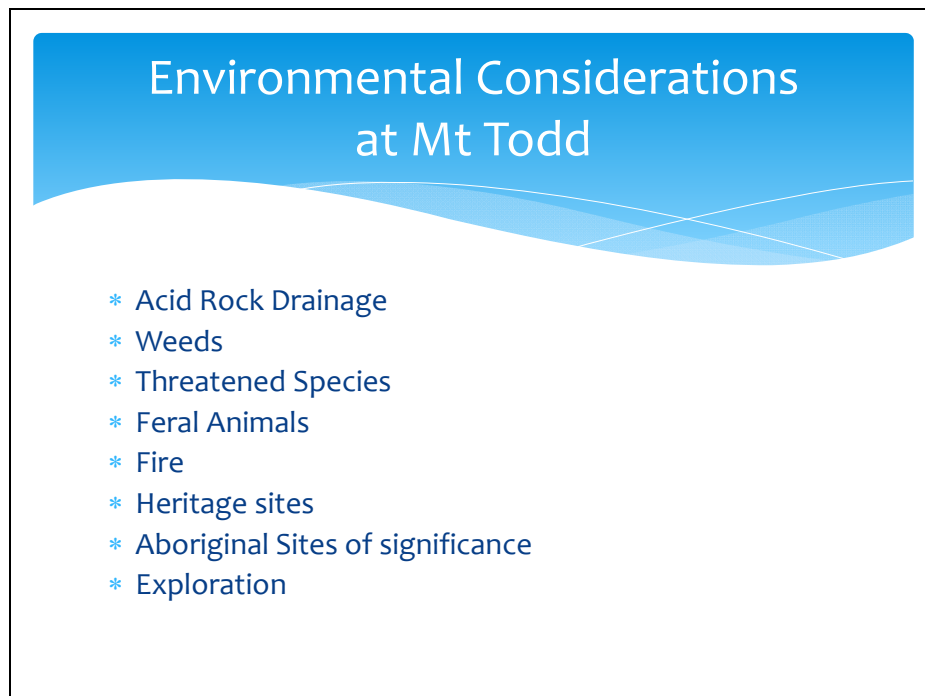 Environmental Considerations
at Mt Todd
* Acid Rock Drainage
* Weeds
* Threatened Species
* Feral Animals
* Fire
* Heritage sites
* Aboriginal Sites of significance
* Exploration